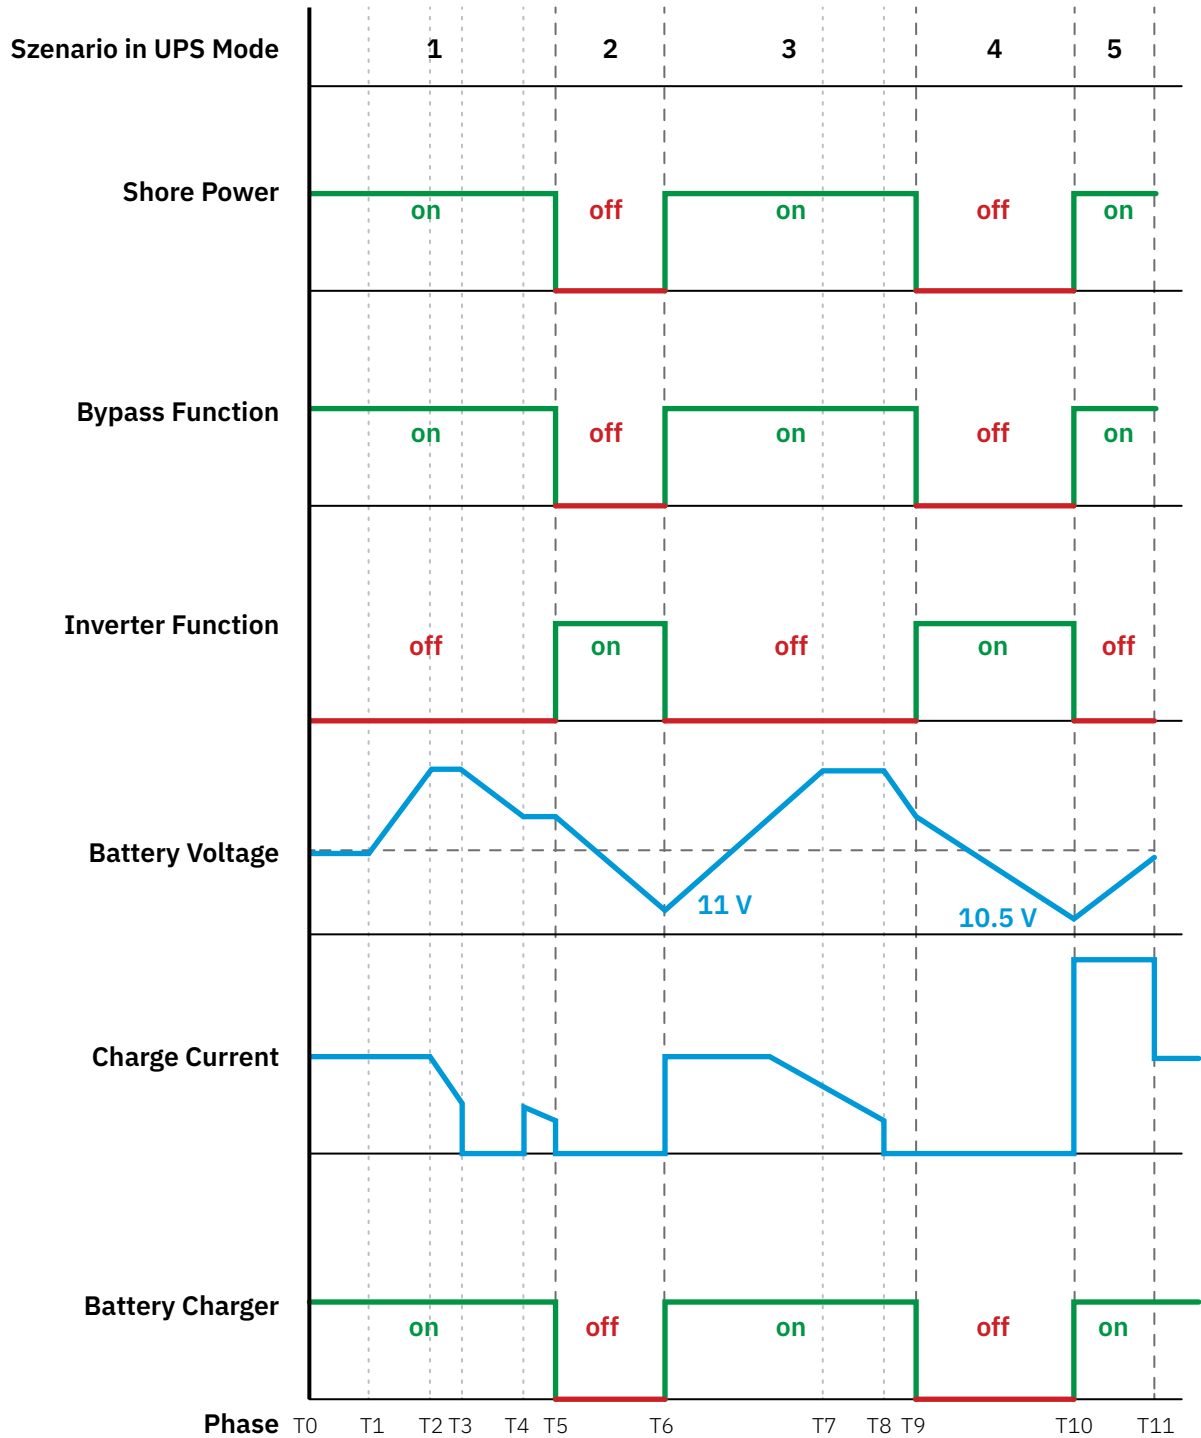 Szenario in UPS Mode 1 2 3 4 5
Shore Power
on off on off on
Bypass Function
on off on off on
Inverter Function
off on off on off
Battery Voltage
11 V
10.5 V
Charge Current
Battery Charger
on off on off on
Phase T0 T1 T2 T3 T4 T5 T6 T7 T8 T9 T10 T11